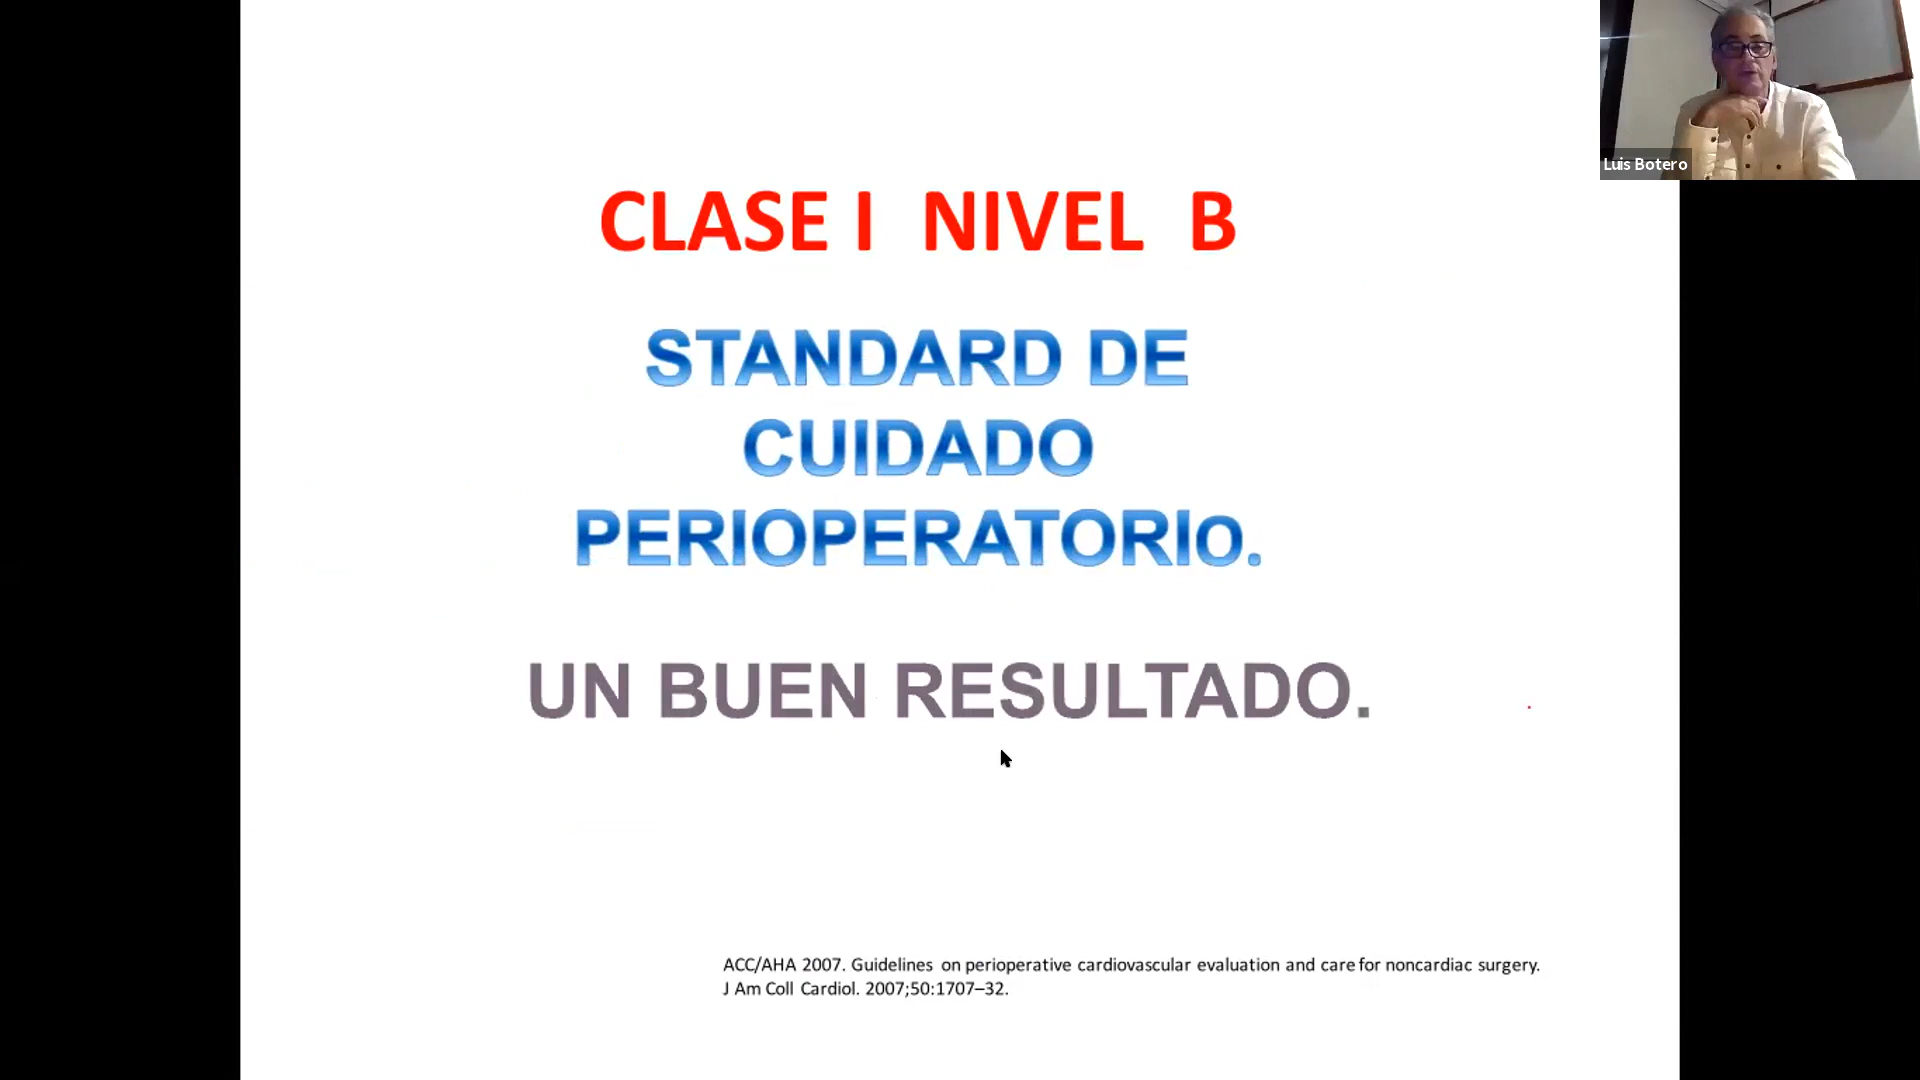 Luis Botero
CLASE I NIVEL B
STANDARD DE
CUIDADO
PERIOPERATORIo.
UN BUEN RESULTADO.
ACC/AHA 2007. Guidelines on perioperative cardiovascular evaluation and care for noncardiac surgery.
J Am Coll Cardiol. 2007;50:1707–32.